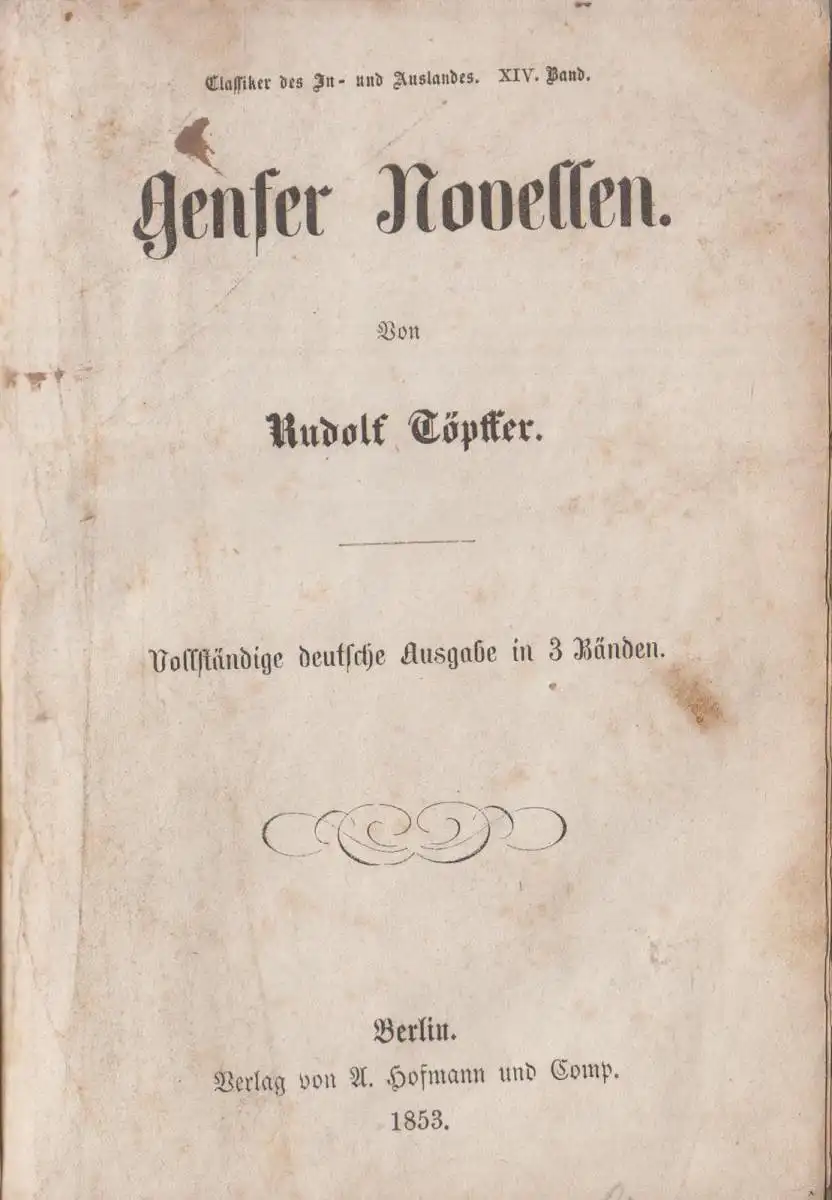 Classiker des In- und Auslandes. XIV. Band.
Genfer Novellen.
Von
Rudolf Töpffer.
Vollständige deutsche Ausgabe in 3 Bänden.
Berlin.
Verlag von A. Hofmann und Comp.
1853.